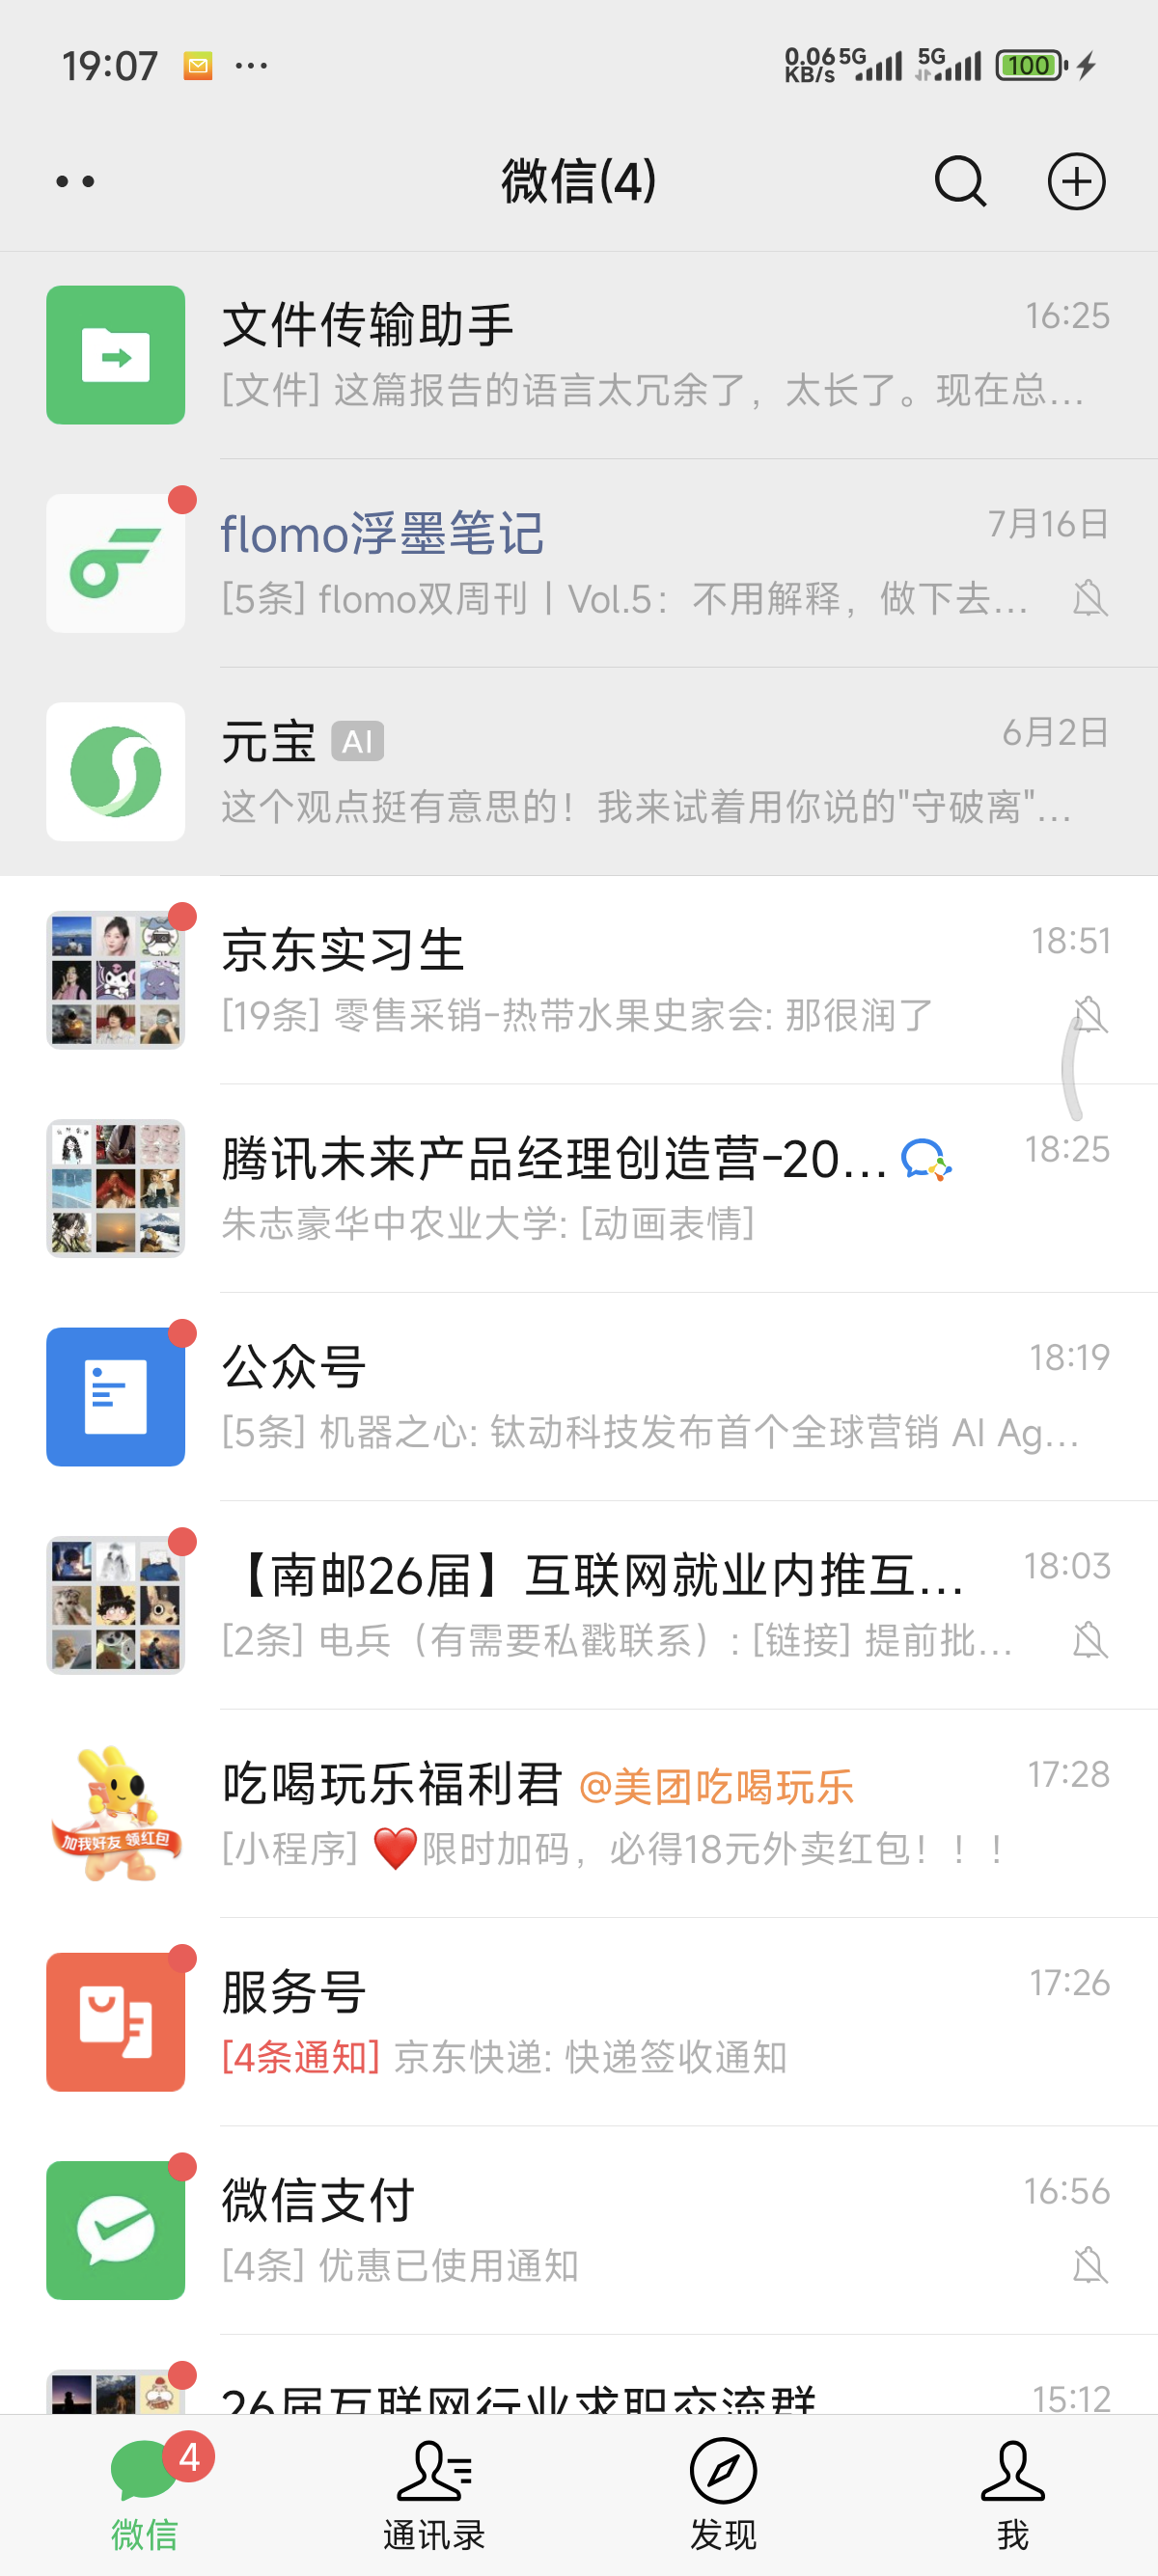 19:07
0.06 KB/s 5G 5G 100
微信(4)
文件传输助手 16:25
[文件] 这篇报告的语言太冗余了，太长了。现在总...
flomo浮墨笔记 7月16日
[5条] flomo双周刊丨Vol.5：不用解释，做下去...
元宝 AI 6月2日
这个观点挺有意思的！我来试着用你说的"守破离"...
京东实习生 18:51
[19条] 零售采销-热带水果史家会: 那很润了
腾讯未来产品经理创造营-20... 18:25
朱志豪华中农业大学: [动画表情]
公众号 18:19
[5条] 机器之心: 钛动科技发布首个全球营销 AI Ag...
【南邮26届】互联网就业内推互... 18:03
[2条] 电兵（有需要私戳联系）: [链接] 提前批...
加我好友 领红包
吃喝玩乐福利君 @美团吃喝玩乐 17:28
[小程序] ❤️限时加码，必得18元外卖红包！！！
服务号 17:26
[4条通知] 京东快递: 快递签收通知
微信支付 16:56
[4条] 优惠已使用通知
26届互联网行业求职交流群 15:12
4
微信 通讯录 发现 我